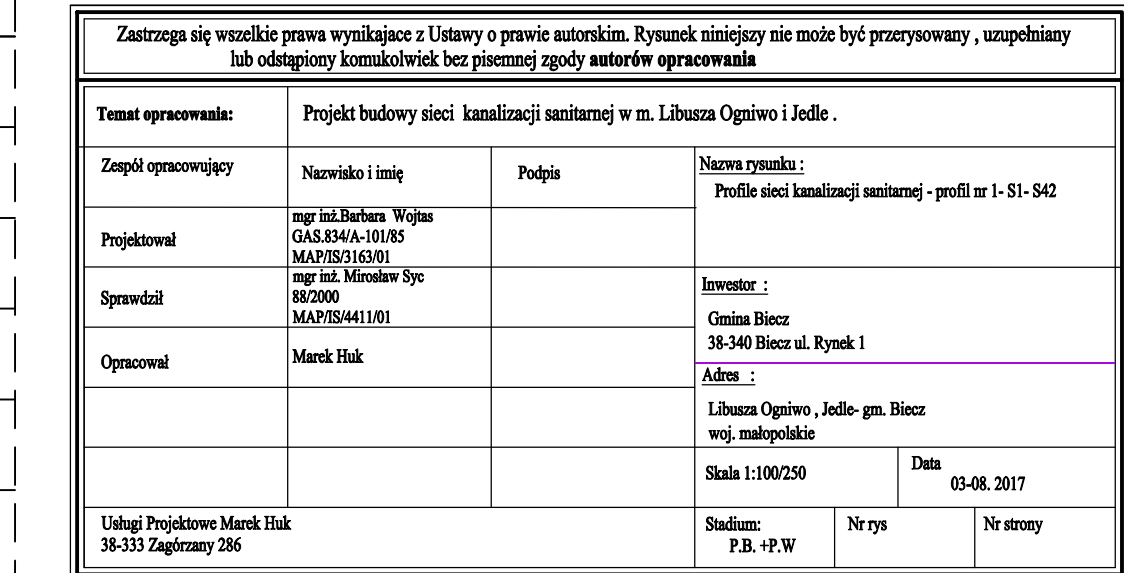 Zastrzega się wszelkie prawa wynikajace z Ustawy o prawie autorskim. Rysunek niniejszy nie może być przerysowany , uzupełniany
lub odstąpiony komukolwiek bez pisemnej zgody autorów opracowania
Temat opracowania:
Projekt budowy sieci kanalizacji sanitarnej w m. Libusza Ogniwo i Jedle .
Zespół opracowujący
Nazwisko i imię
Podpis
Nazwa rysunku :
Profile sieci kanalizacji sanitarnej - profil nr 1- S1- S42
Projektował
mgr inż.Barbara Wojtas
GAS.834/A-101/85
MAP/IS/3163/01
Sprawdził
mgr inż. Mirosław Syc
88/2000
MAP/IS/4411/01
Inwestor :
Gmina Biecz
38-340 Biecz ul. Rynek 1
Opracował
Marek Huk
Adres :
Libusza Ogniwo , Jedle- gm. Biecz
woj. małopolskie
Skala 1:100/250
Data
03-08. 2017
Usługi Projektowe Marek Huk
38-333 Zagórzany 286
Stadium:
P.B. +P.W
Nr rys
Nr strony